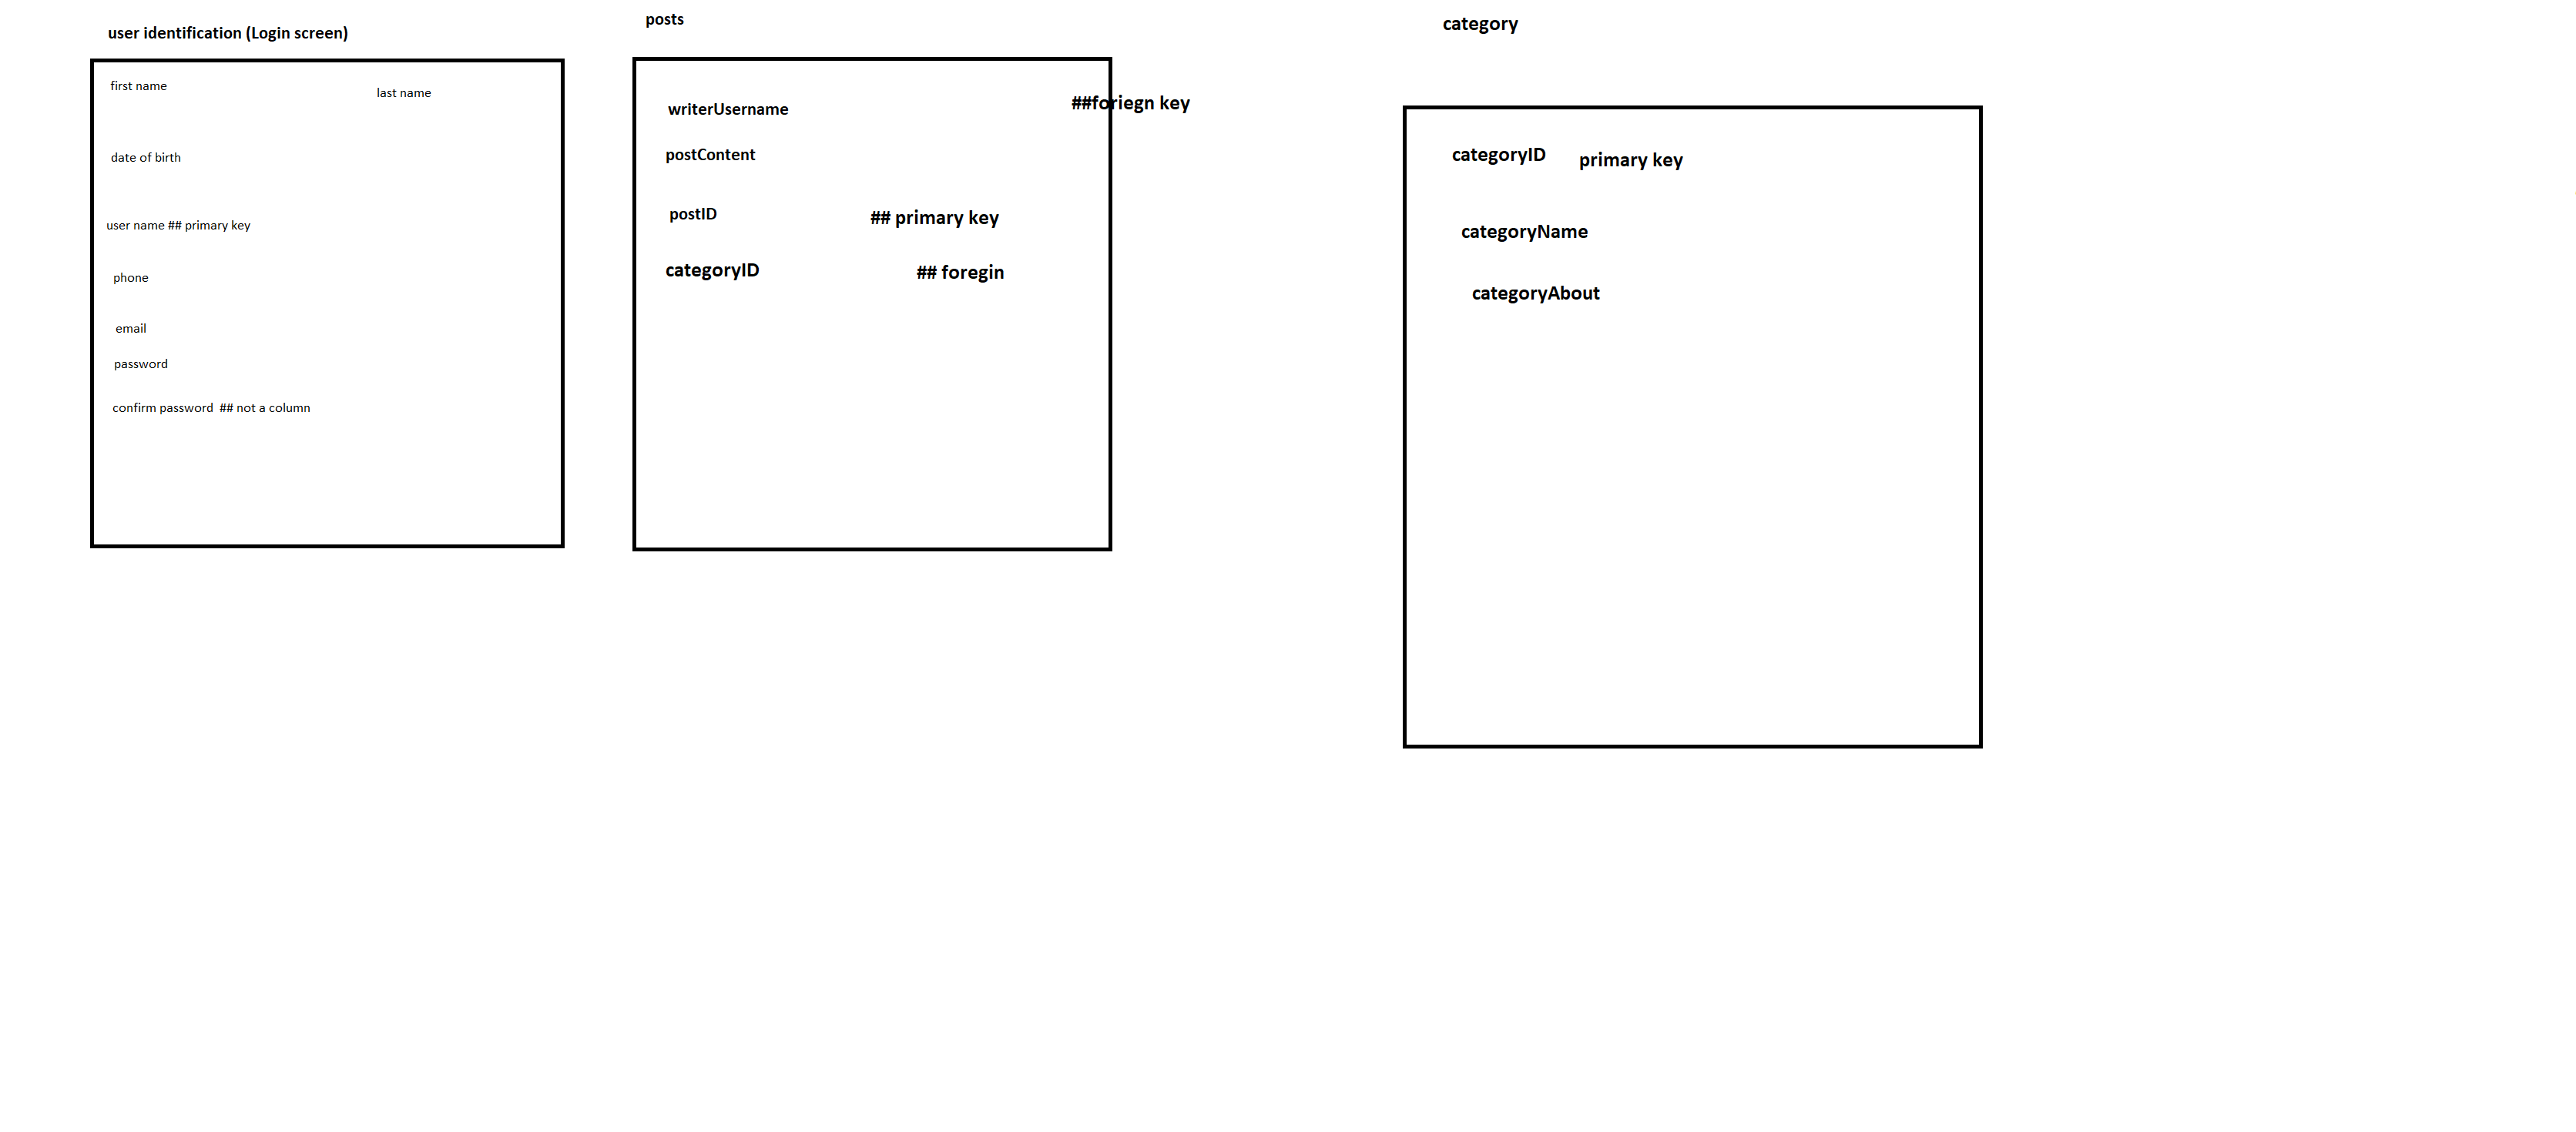 user identification (Login screen)
first name
last name
date of birth
user name ## primary key
phone
email
password
confirm password  ## not a column
posts
writerUsername
##foriegn key
postContent
postID
## primary key
categoryID
## foregin
category
categoryID
primary key
categoryName
categoryAbout